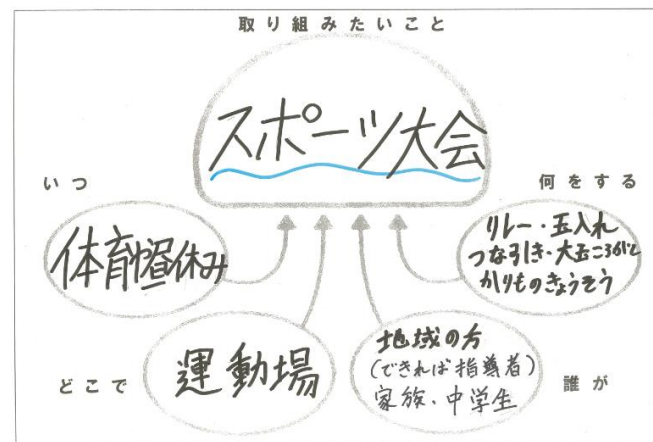 取り組みたいこと
スポーツ大会
いつ
体育や昼休み
何をする
リレー・玉入れ
つな引き・大玉ころがし
かりものきょうそう
どこで
運動場
地域の方
(できれば指導者)
家族、中学生
誰が